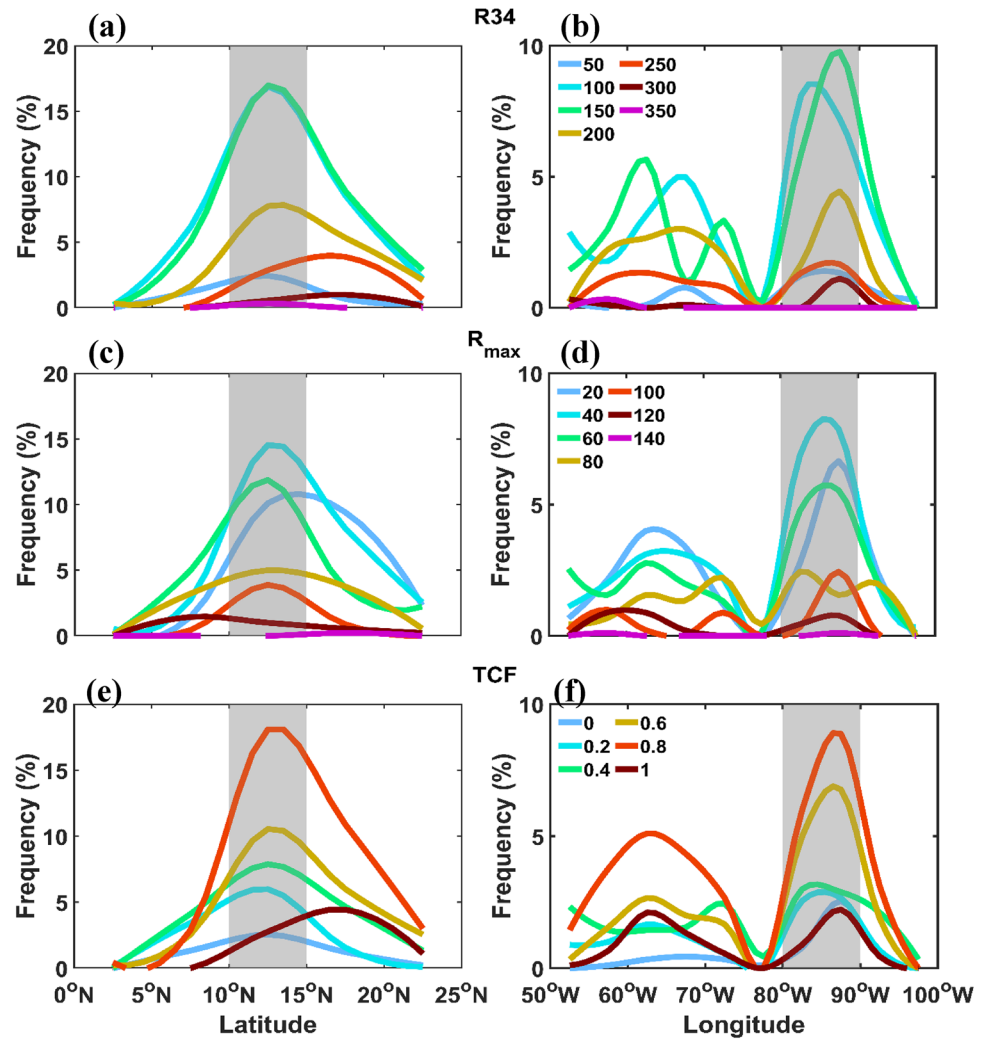 R34
(a) (b)
20
15
10
5
0
Frequency (%)
10
5
0
Frequency (%)
50 250
100 300
150 350
200
Rmax
(c) (d)
20
15
10
5
0
Frequency (%)
10
5
0
Frequency (%)
20 100
40 120
60 140
80
TCF
(e) (f)
20
15
10
5
0
Frequency (%)
10
5
0
Frequency (%)
0 0.6
0.2 0.8
0.4 1
0°N 5°N 10°N 15°N 20°N 25°N
50°W 60°W 70°W 80°W 90°W 100°W
Latitude Longitude